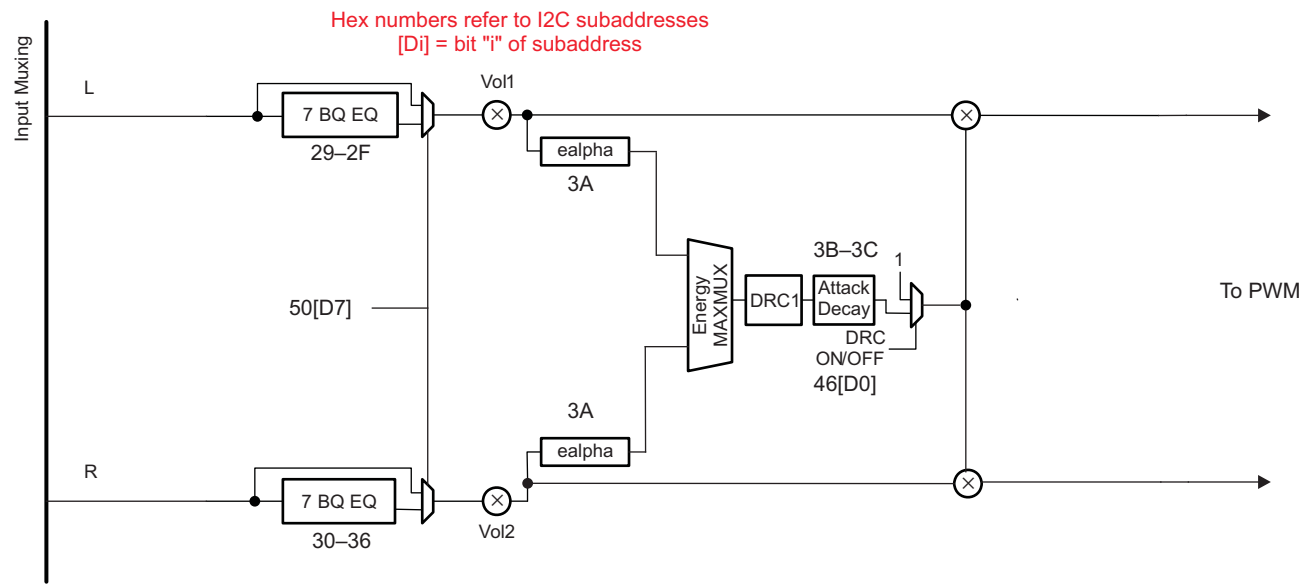 Hex numbers refer to I2C subaddresses
[Di] = bit "i" of subaddress
Input Muxing
L
7 BQ EQ
29–2F
Vol1
ealpha
3A
50[D7]
Energy
MAXMUX
DRC1
3B–3C
Attack
Decay
1
DRC
ON/OFF
46[D0]
To PWM
3A
ealpha
R
7 BQ EQ
30–36
Vol2